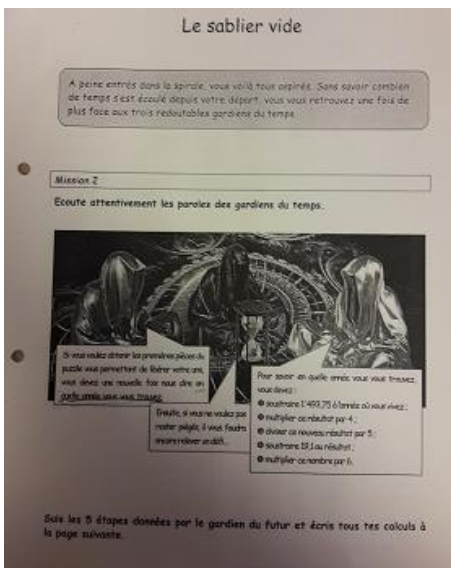 Le sablier vide
A peine entrés dans la spirale, vous voilà tous aspirés. Sans savoir combien
de temps s'est écoulé depuis votre départ, vous vous retrouvez une fois de
plus face aux trois redoutables gardiens du temps.
Mission 2
Ecoute attentivement les paroles des gardiens du temps.
Si vous voulez obtenir les premières pièces du
puzzle vous permettant de libérer votre ami,
vous devez une nouvelle fois nous dire en
quelle année vous vous trouvez.
Ensuite, si vous ne voulez pas
rester piégés, il vous faudra
encore relever un défi...
Pour savoir en quelle année vous vous trouvez,
vous devez :
❶ soustraire 1'493,75 à l'année où vous vivez ;
❷ multiplier ce résultat par 4 ;
❸ diviser ce nouveau résultat par 5 ;
❹ soustraire 19,1 au résultat ;
❺ multiplier ce nombre par 6.
Suis les 5 étapes données par le gardien du futur et écris tous tes calculs à
la page suivante.